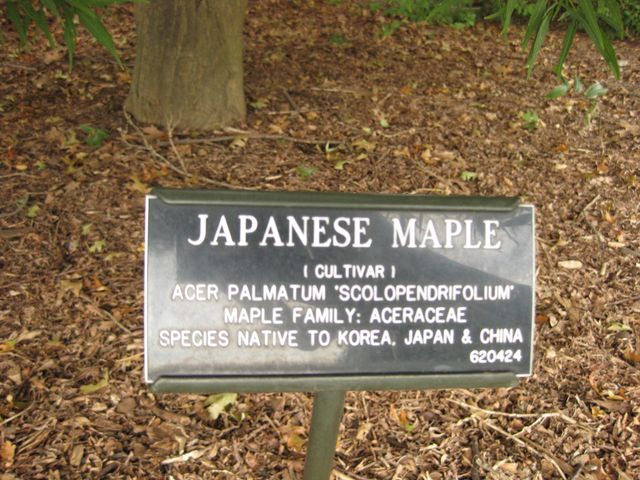 JAPANESE MAPLE
( CULTIVAR )
ACER PALMATUM "SCOLOPENDRIFOLIUM"
MAPLE FAMILY: ACERACEAE
SPECIES NATIVE TO KOREA, JAPAN & CHINA
620424